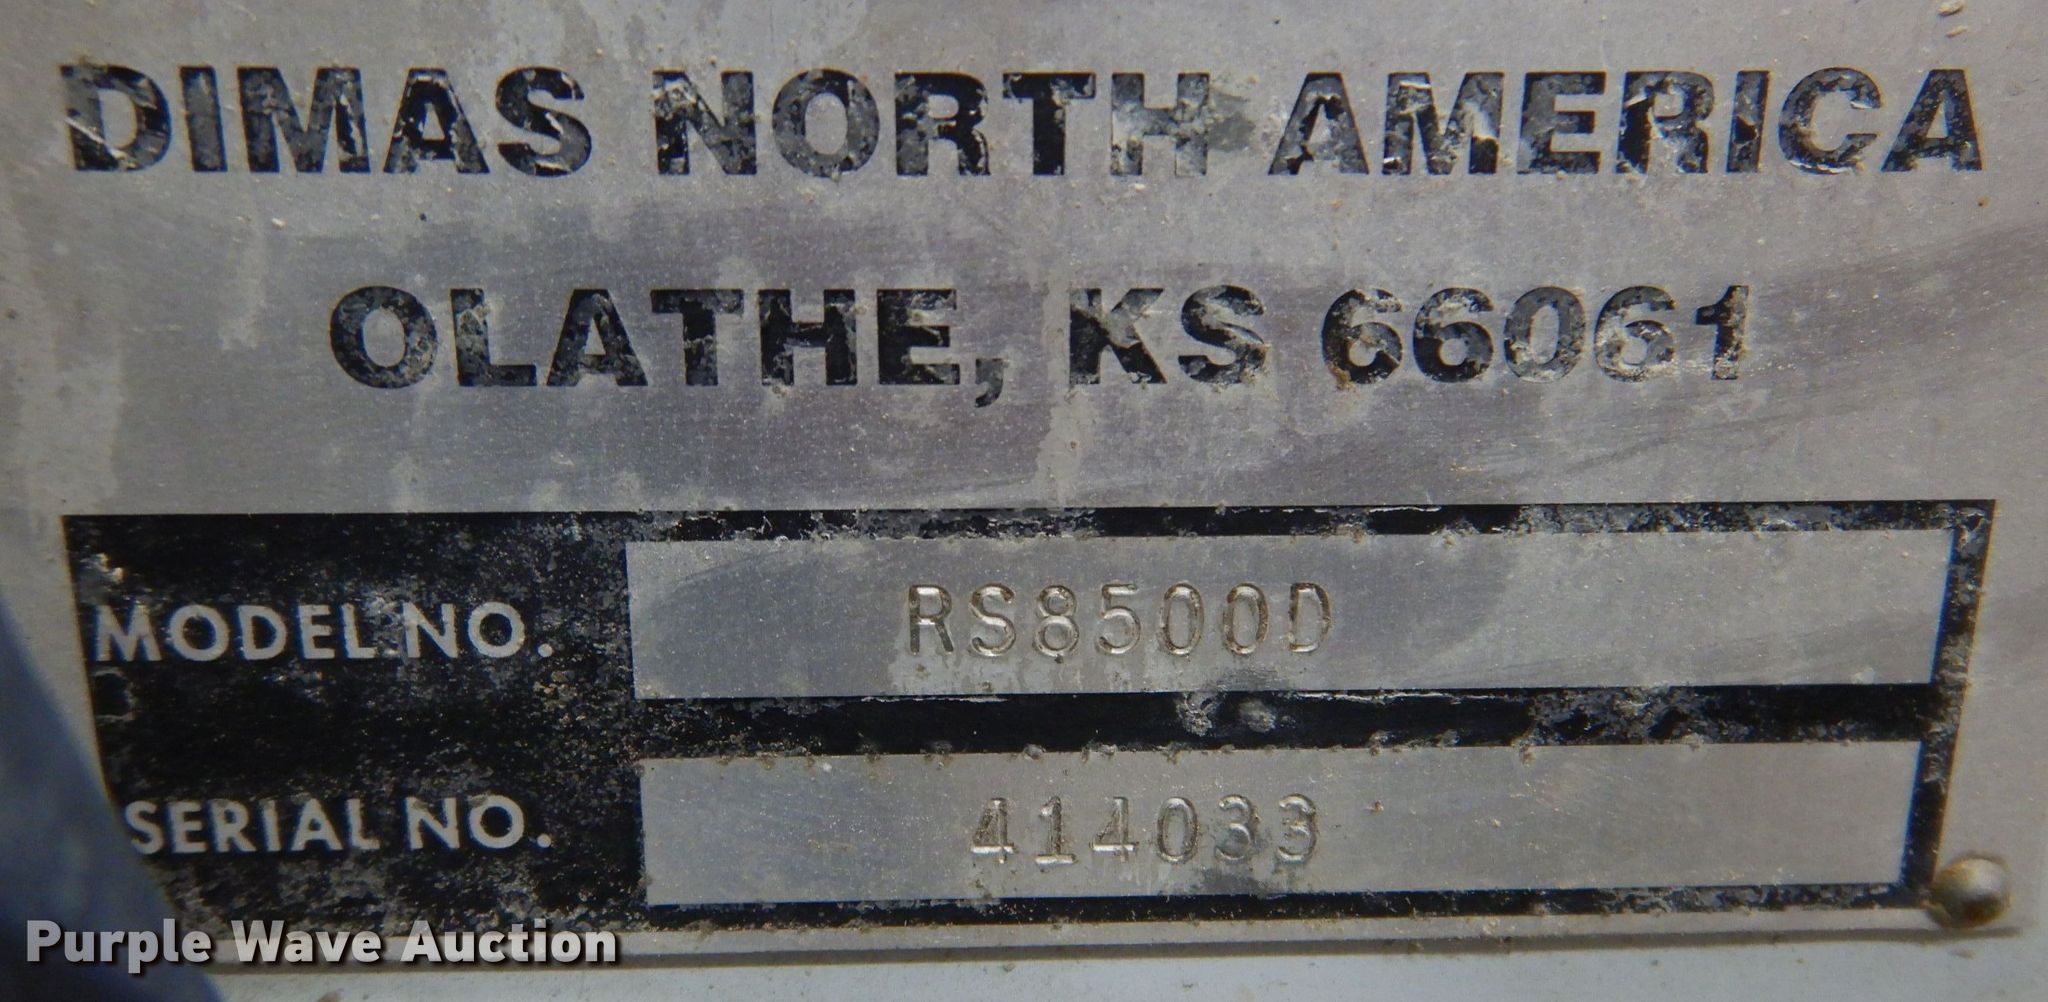 DIMAS NORTH AMERICA
OLATHE, KS 66061
MODEL NO. RS8500D
SERIAL NO. 414033
Purple Wave Auction